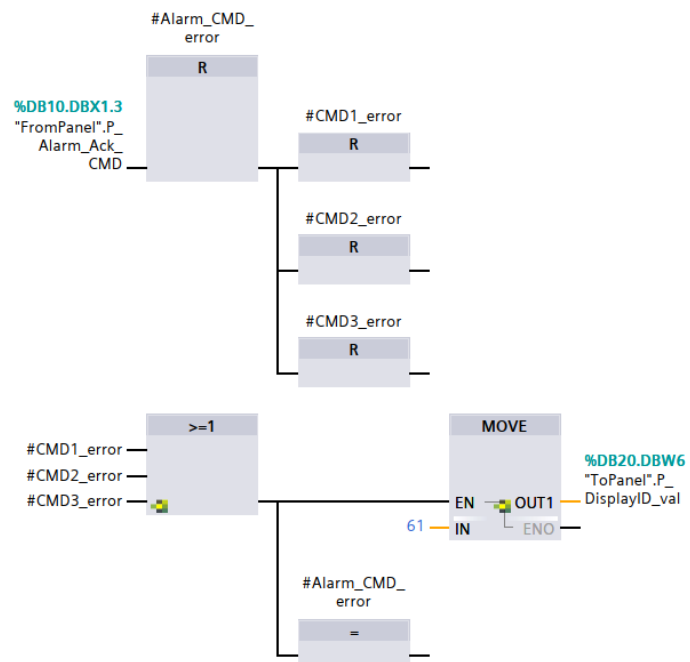 #Alarm_CMD_
error
R
%DB10.DBX1.3
"FromPanel".P_
Alarm_Ack_
CMD
#CMD1_error
R
#CMD2_error
R
#CMD3_error
R
>=1
#CMD1_error
#CMD2_error
#CMD3_error
MOVE
EN
OUT1
%DB20.DBW6
"ToPanel".P_
DisplayID_val
61
IN
ENO
#Alarm_CMD_
error
=